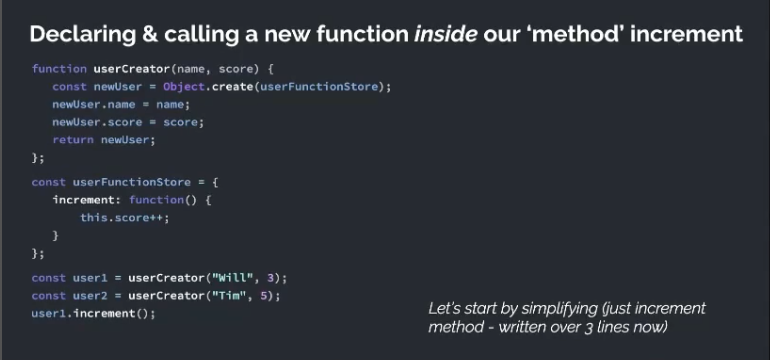 Declaring & calling a new function inside our ‘method’ increment
function userCreator(name, score) {
   const newUser = Object.create(userFunctionStore);
   newUser.name = name;
   newUser.score = score;
   return newUser;
};
const userFunctionStore = {
   increment: function() {
       this.score++;
   }
};
const user1 = userCreator("Will", 3);
const user2 = userCreator("Tim", 5);
user1.increment();
Let's start by simplifying (just increment
method - written over 3 lines now)